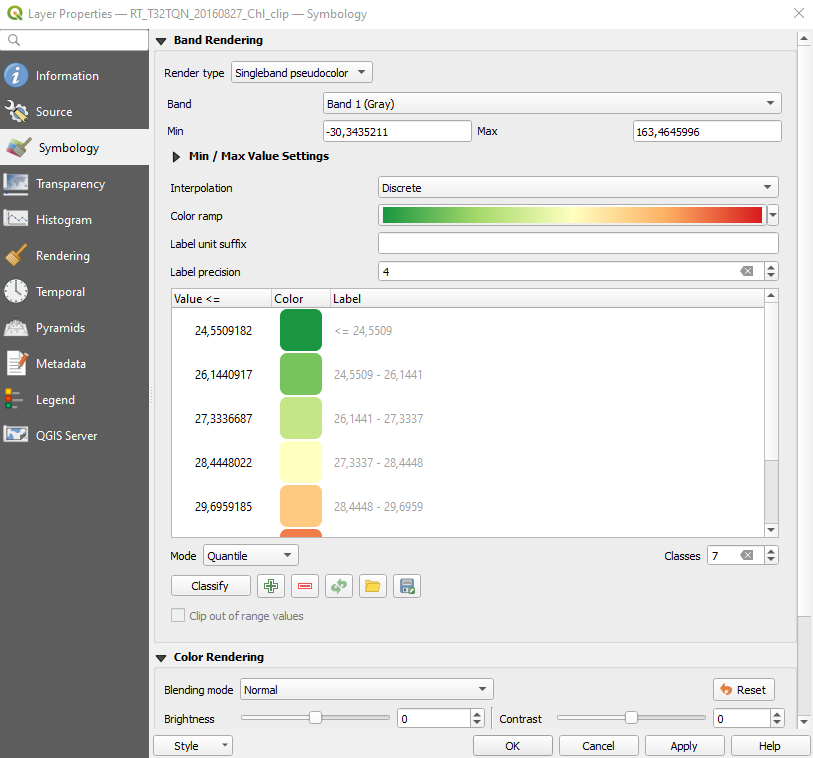 Layer Properties — RT_T32TQN_20160827_Chl_clip — Symbology
Information
Source
Symbology
Transparency
Histogram
Rendering
Temporal
Pyramids
Metadata
Legend
QGIS Server
Band Rendering
Render type Singleband pseudocolor
Band Band 1 (Gray)
Min -30,3435211 Max 163,4645996
Min / Max Value Settings
Interpolation Discrete
Color ramp
Label unit suffix
Label precision 4
Value <= Color Label
24,5509182 <= 24,5509
26,1440917 24,5509 - 26,1441
27,3336687 26,1441 - 27,3337
28,4448022 27,3337 - 28,4448
29,6959185 28,4448 - 29,6959
Mode Quantile Classes 7
Classify
Clip out of range values
Color Rendering
Blending mode Normal Reset
Brightness 0 Contrast 0
Style OK Cancel Apply Help